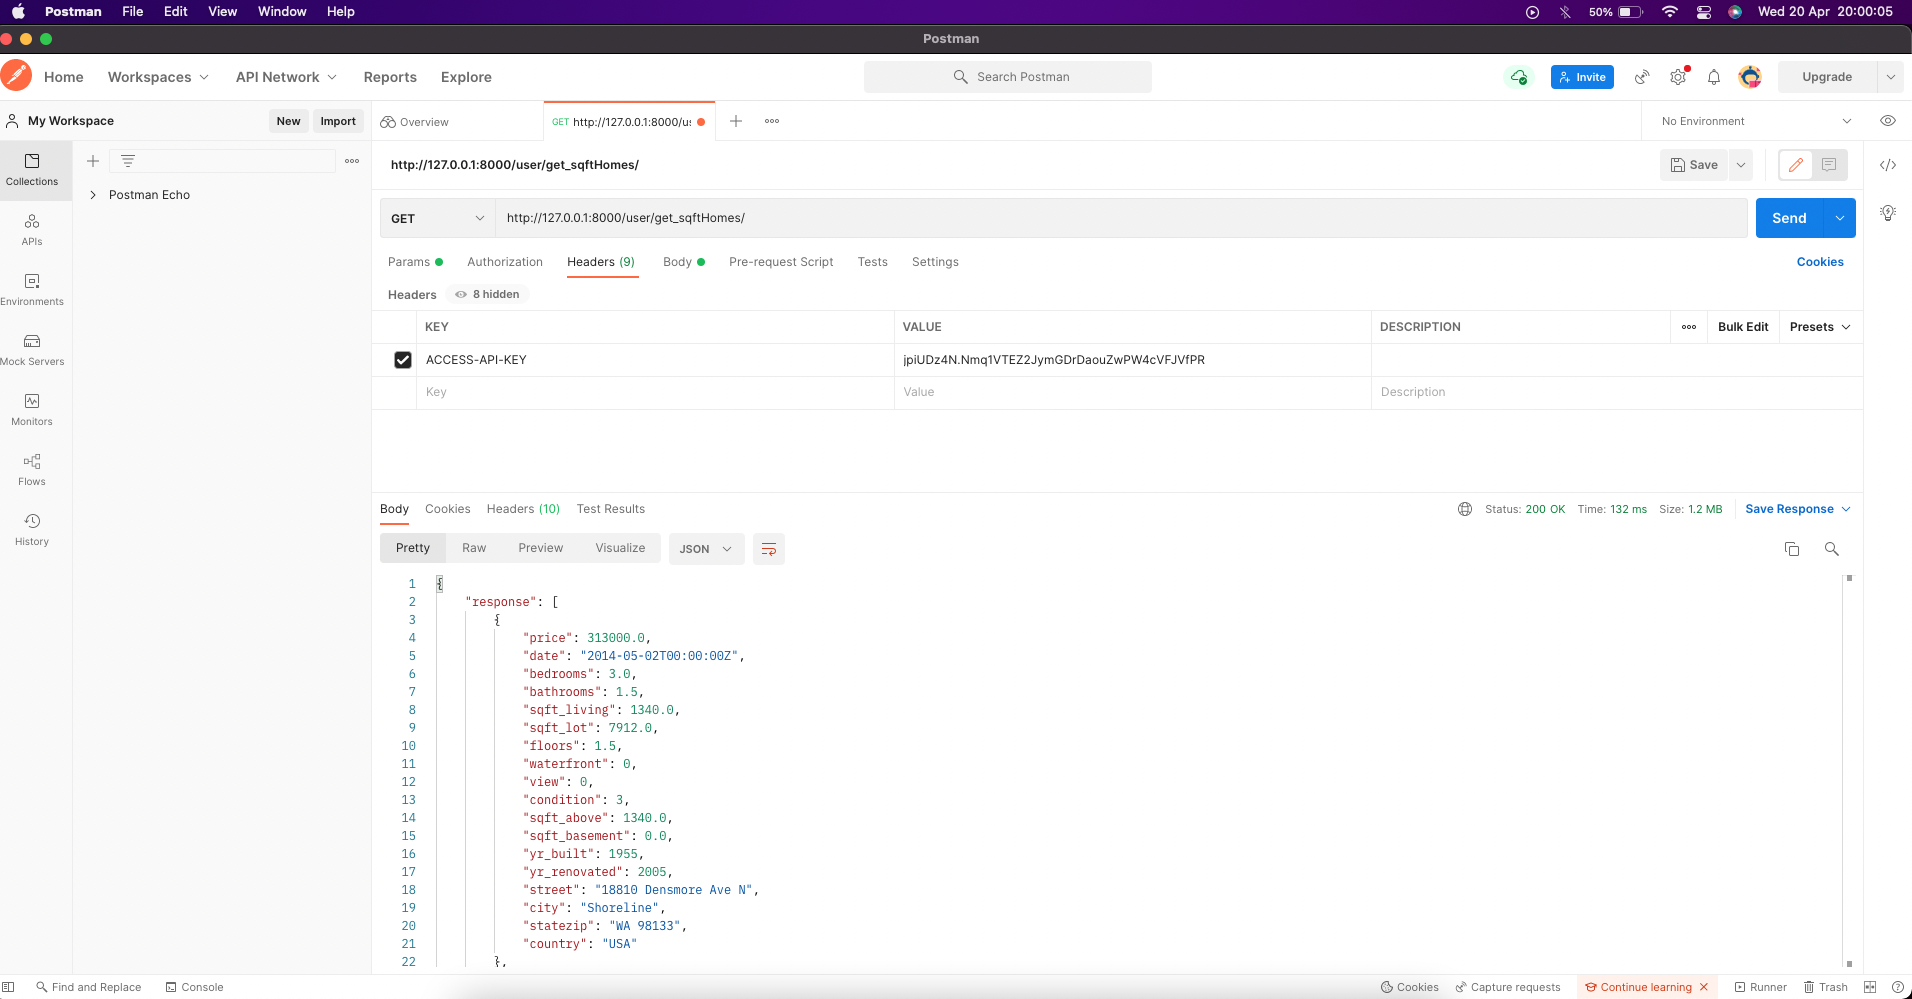 Postman File Edit View Window Help 50% Wed 20 Apr 20:00:05
Postman
Home Workspaces API Network Reports Explore Search Postman Invite Upgrade
My Workspace New Import Overview GET http://127.0.0.1:8000/us No Environment
Collections
Postman Echo
APIs
Environments
Mock Servers
Monitors
Flows
History
http://127.0.0.1:8000/user/get_sqftHomes/ Save
GET http://127.0.0.1:8000/user/get_sqftHomes/ Send
Params Authorization Headers (9) Body Pre-request Script Tests Settings Cookies
Headers 8 hidden
KEY VALUE DESCRIPTION Bulk Edit Presets
ACCESS-API-KEY jpiUDz4N.Nmq1VTEZ2JymGDrDaouZwPW4cVFJVfPR
Key Value Description
Body Cookies Headers (10) Test Results Status: 200 OK Time: 132 ms Size: 1.2 MB Save Response
Pretty Raw Preview Visualize JSON
1 {
2 "response": [
3 {
4 "price": 313000.0,
5 "date": "2014-05-02T00:00:00Z",
6 "bedrooms": 3.0,
7 "bathrooms": 1.5,
8 "sqft_living": 1340.0,
9 "sqft_lot": 7912.0,
10 "floors": 1.5,
11 "waterfront": 0,
12 "view": 0,
13 "condition": 3,
14 "sqft_above": 1340.0,
15 "sqft_basement": 0.0,
16 "yr_built": 1955,
17 "yr_renovated": 2005,
18 "street": "18810 Densmore Ave N",
19 "city": "Shoreline",
20 "statezip": "WA 98133",
21 "country": "USA"
22 },
Find and Replace Console Cookies Capture requests Continue learning Runner Trash